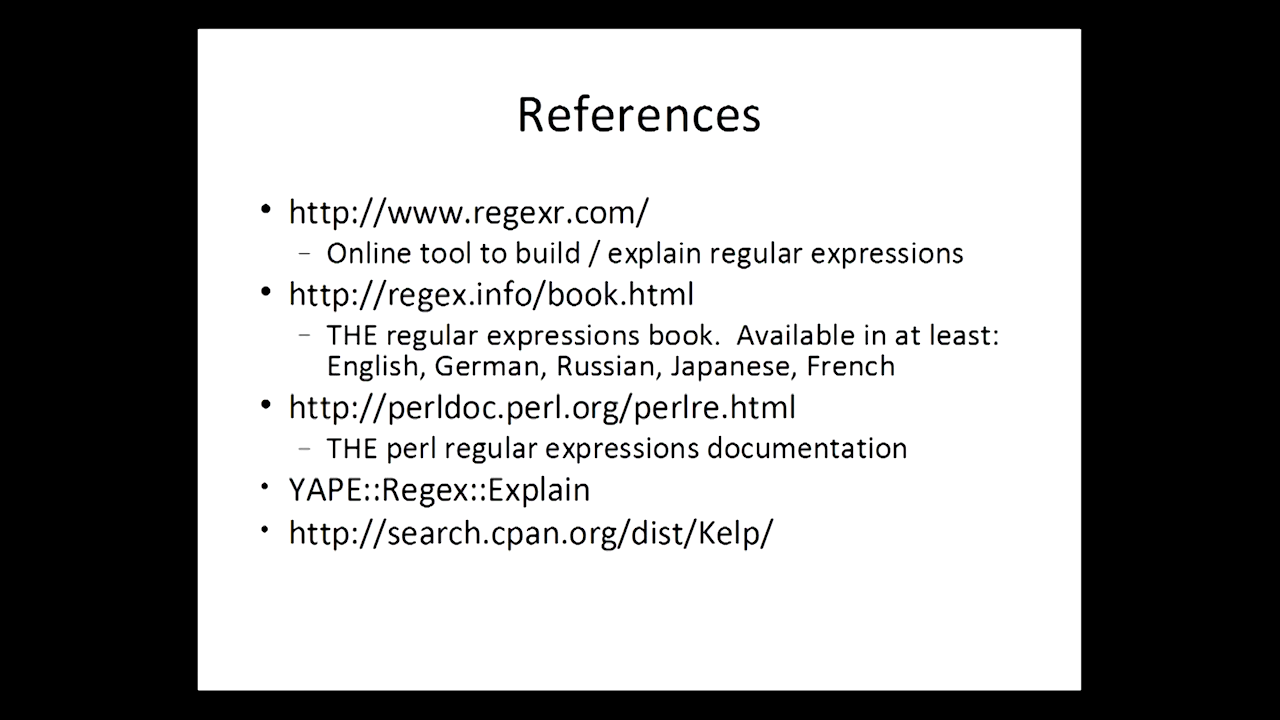 References
• http://www.regexr.com/
– Online tool to build / explain regular expressions
• http://regex.info/book.html
– THE regular expressions book.  Available in at least:
English, German, Russian, Japanese, French
• http://perldoc.perl.org/perlre.html
– THE perl regular expressions documentation
• YAPE::Regex::Explain
• http://search.cpan.org/dist/Kelp/